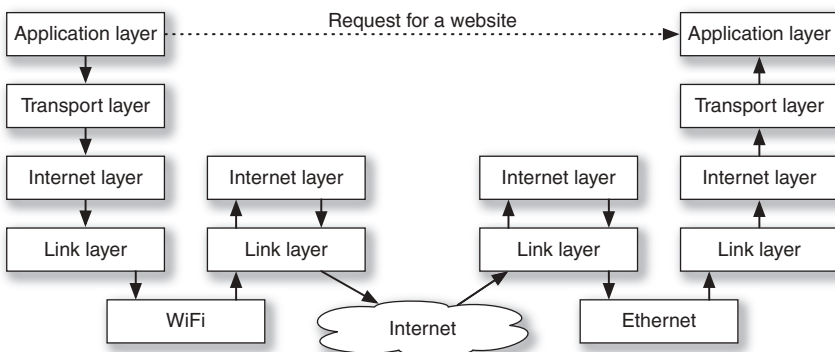 Request for a website
Application layer
Application layer
Transport layer
Transport layer
Internet layer
Internet layer
Internet layer
Internet layer
Link layer
Link layer
Link layer
Link layer
WiFi
Internet
Ethernet